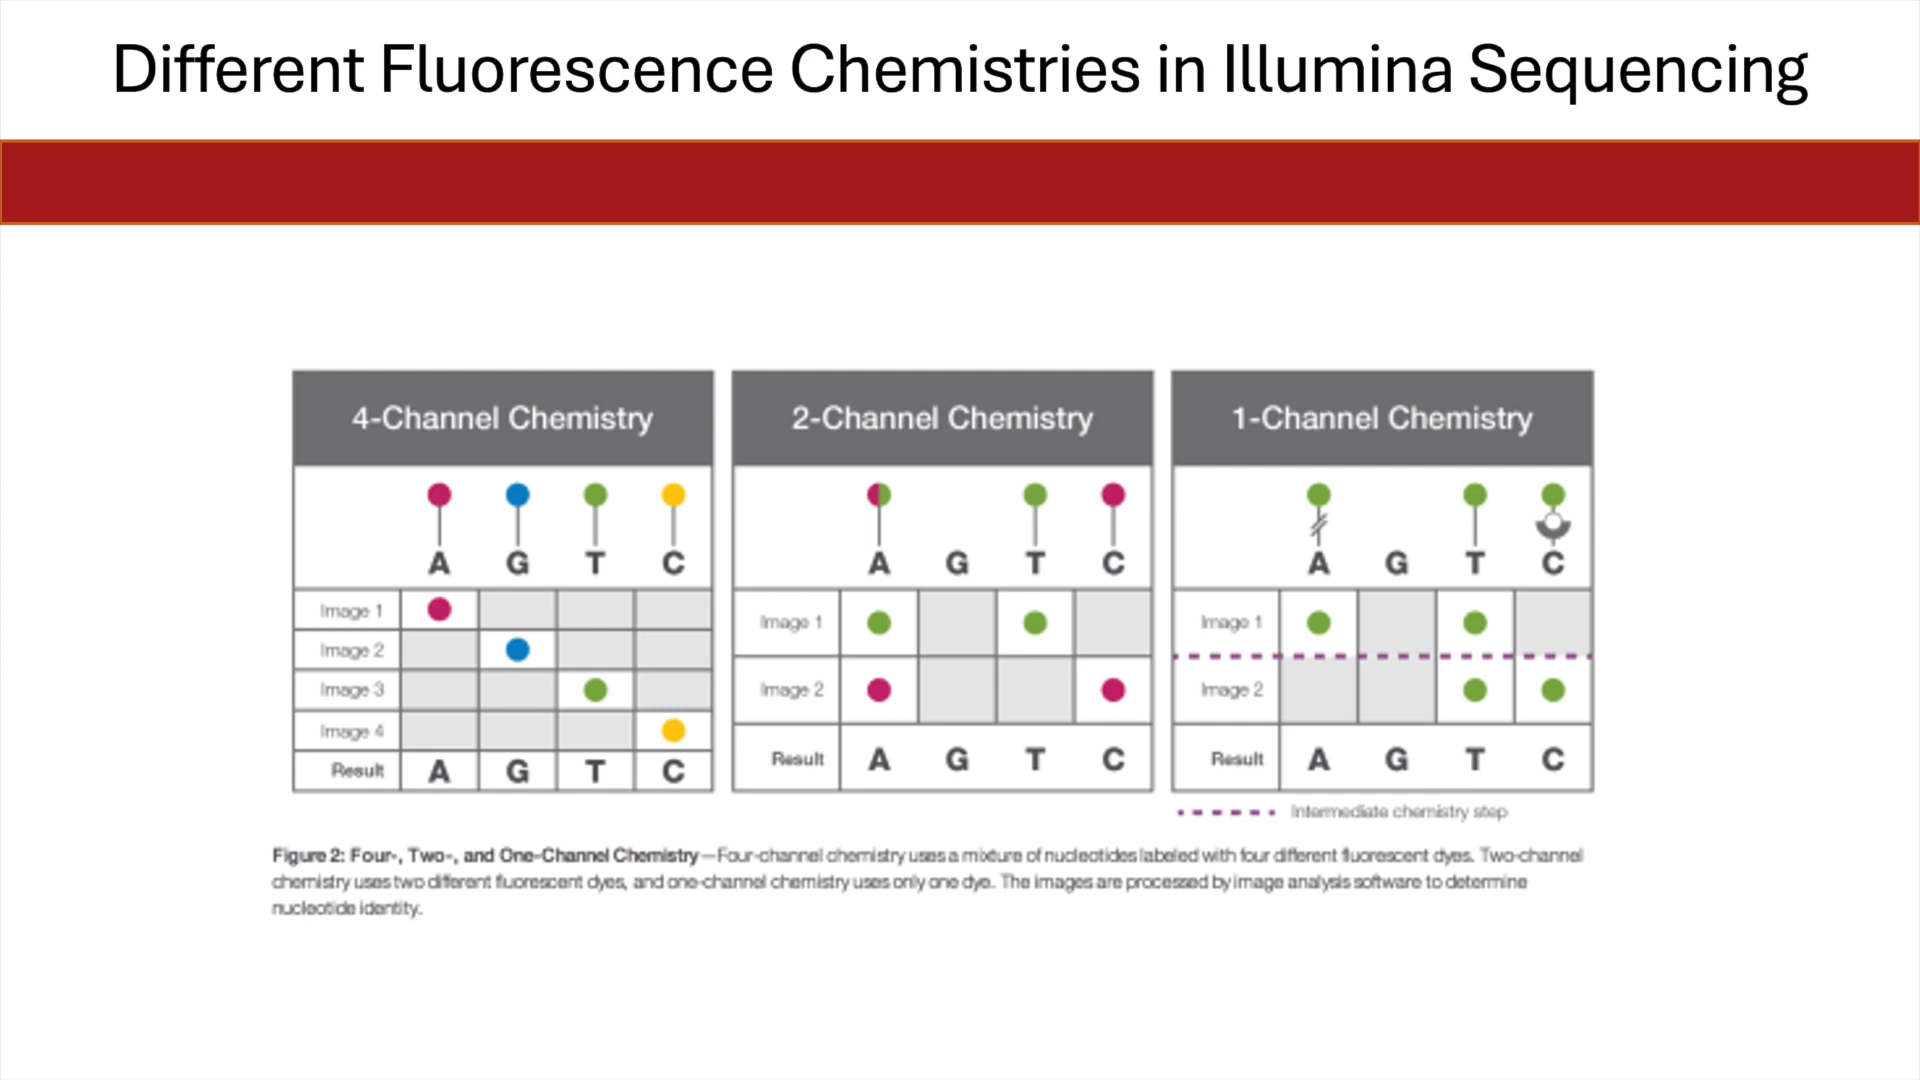 Different Fluorescence Chemistries in Illumina Sequencing
4-Channel Chemistry
A G T C
Image 1
Image 2
Image 3
Image 4
Result A G T C
2-Channel Chemistry
A G T C
Image 1
Image 2
Result A G T C
1-Channel Chemistry
A G T C
Image 1
Image 2
Result A G T C
Intermediate chemistry step
Figure 2: Four-, Two-, and One-Channel Chemistry—Four-channel chemistry uses a mixture of nucleotides labeled with four different fluorescent dyes. Two-channel
chemistry uses two different fluorescent dyes, and one-channel chemistry uses only one dye. The images are processed by image analysis software to determine
nucleotide identity.